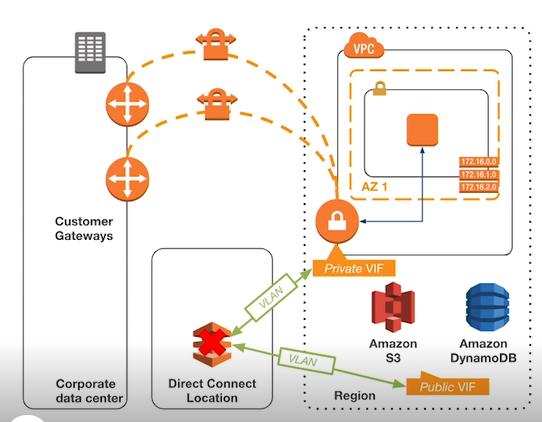 VPC
172.16.0.0
172.16.1.0
172.16.2.0
AZ 1
Customer
Gateways
Private VIF
VLAN
Amazon
S3
Amazon
DynamoDB
VLAN
Corporate
data center
Direct Connect
Location
Region
Public VIF